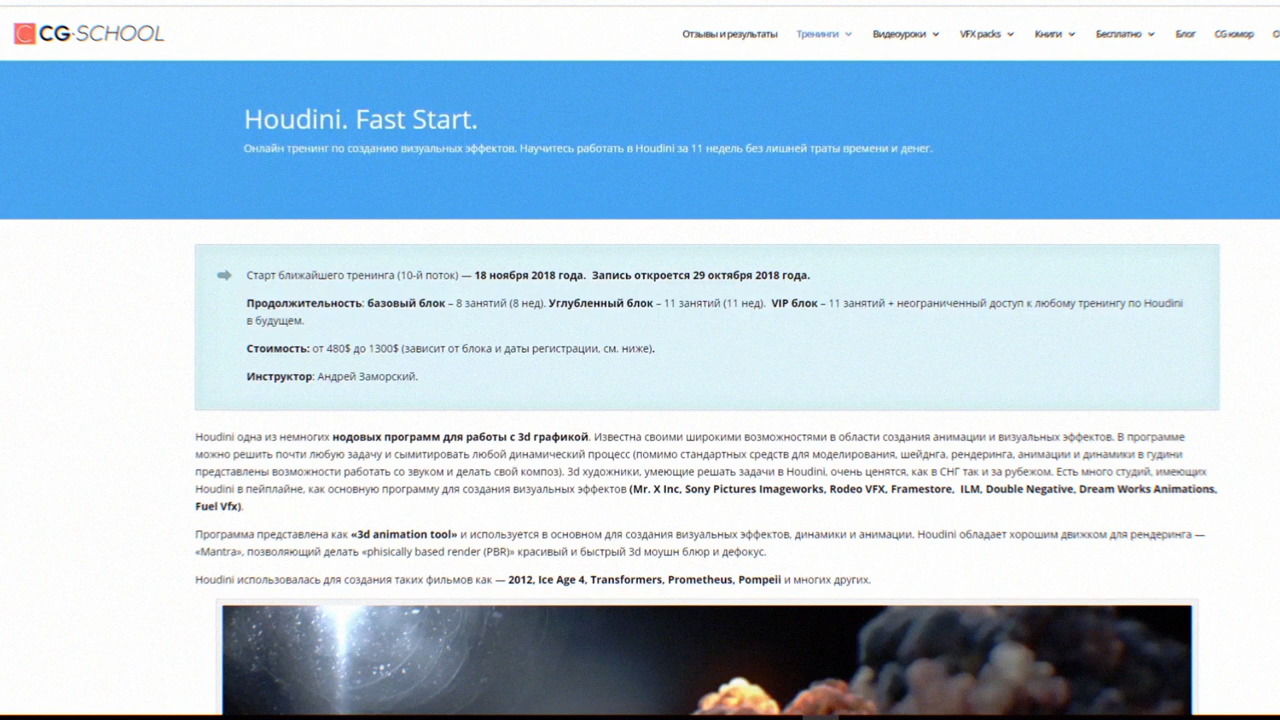 CG·SCHOOL
Отзывы и результаты Тренинги Видеоуроки VFX packs Книги Бесплатно Блог CG юмор
Houdini. Fast Start.
Онлайн тренинг по созданию визуальных эффектов. Научитесь работать в Houdini за 11 недель без лишней траты времени и денег.
Старт ближайшего тренинга (10-й поток) — 18 ноября 2018 года. Запись откроется 29 октября 2018 года.
Продолжительность: базовый блок – 8 занятий (8 нед). Углубленный блок – 11 занятий (11 нед). VIP блок – 11 занятий + неограниченный доступ к любому тренингу по Houdini
в будущем.
Стоимость: от 480$ до 1300$ (зависит от блока и даты регистрации, см. ниже).
Инструктор: Андрей Заморский.
Houdini одна из немногих нодовых программ для работы с 3d графикой. Известна своими широкими возможностями в области создания анимации и визуальных эффектов. В программе
можно решить почти любую задачу и сымитировать любой динамический процесс (помимо стандартных средств для моделирования, шейднга, рендеринга, анимации и динамики в гудини
представлены возможности работать со звуком и делать свой композ). 3d художники, умеющие решать задачи в Houdini, очень ценятся, как в СНГ так и за рубежом. Есть много студий, имеющих
Houdini в пейплайне, как основную программу для создания визуальных эффектов (Mr. X Inc, Sony Pictures Imageworks, Rodeo VFX, Framestore, ILM, Double Negative, Dream Works Animations,
Fuel Vfx).
Программа представлена как «3d animation tool» и используется в основном для создания визуальных эффектов, динамики и анимации. Houdini обладает хорошим движком для рендеринга —
«Mantra», позволяющий делать «phisically based render (PBR)» красивый и быстрый 3d моушн блюр и дефокус.
Houdini использовалась для создания таких фильмов как — 2012, Ice Age 4, Transformers, Prometheus, Pompeii и многих других.